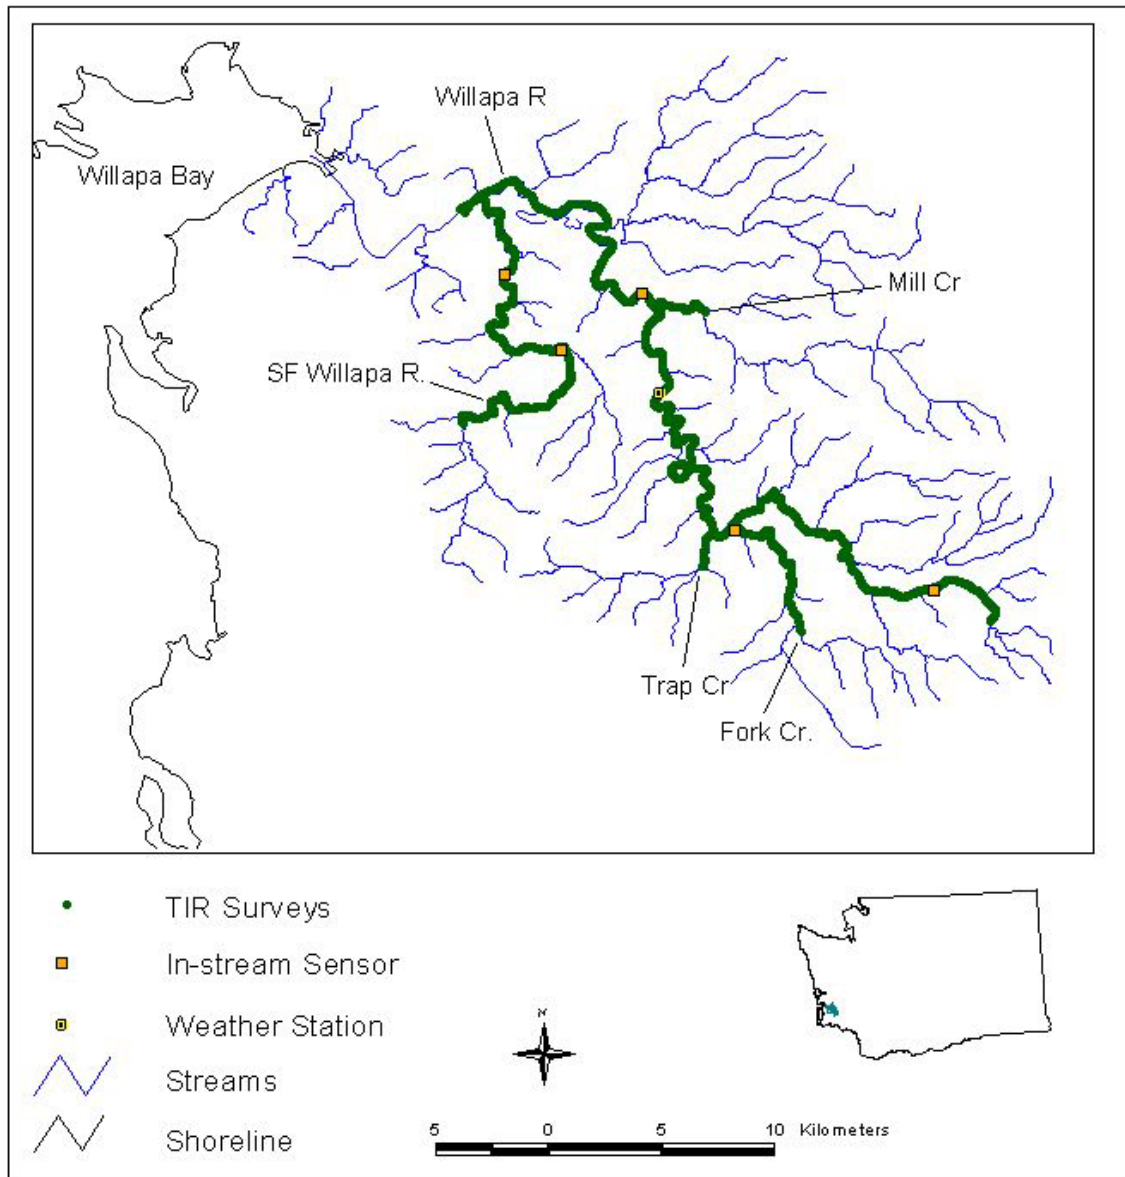 Willapa R
Willapa Bay
Mill Cr
SF Willapa R.
Trap Cr
Fork Cr.
TIR Surveys
In-stream Sensor
Weather Station
Streams
Shoreline
N
5 0 5 10 Kilometers